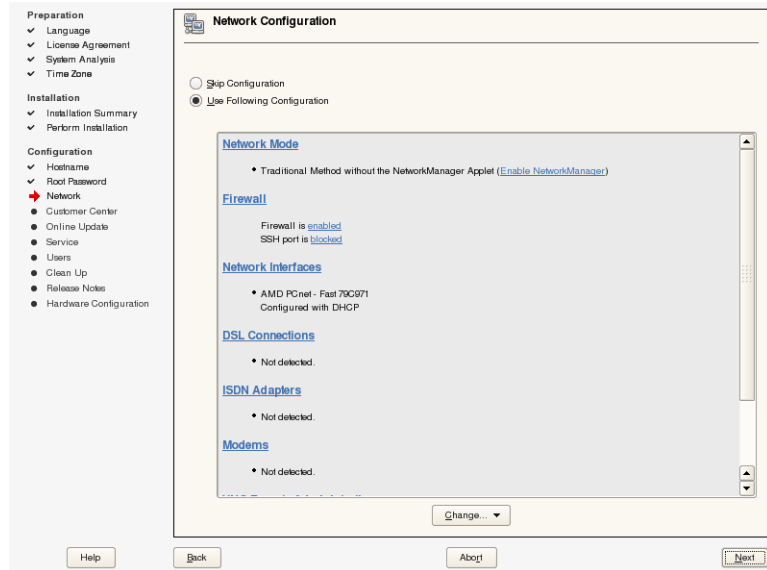 Preparation
Language
License Agreement
System Analysis
Time Zone
Installation
Installation Summary
Perform Installation
Configuration
Hostname
Root Password
Network
Customer Center
Online Update
Service
Users
Clean Up
Release Notes
Hardware Configuration
Network Configuration
Skip Configuration
Use Following Configuration
Network Mode
Traditional Method without the NetworkManager Applet (Enable NetworkManager)
Firewall
Firewall is enabled
SSH port is blocked
Network Interfaces
AMD PCnet - Fast 79C971
Configured with DHCP
DSL Connections
Not detected.
ISDN Adapters
Not detected.
Modems
Not detected.
Change...
Help
Back
Abort
Next